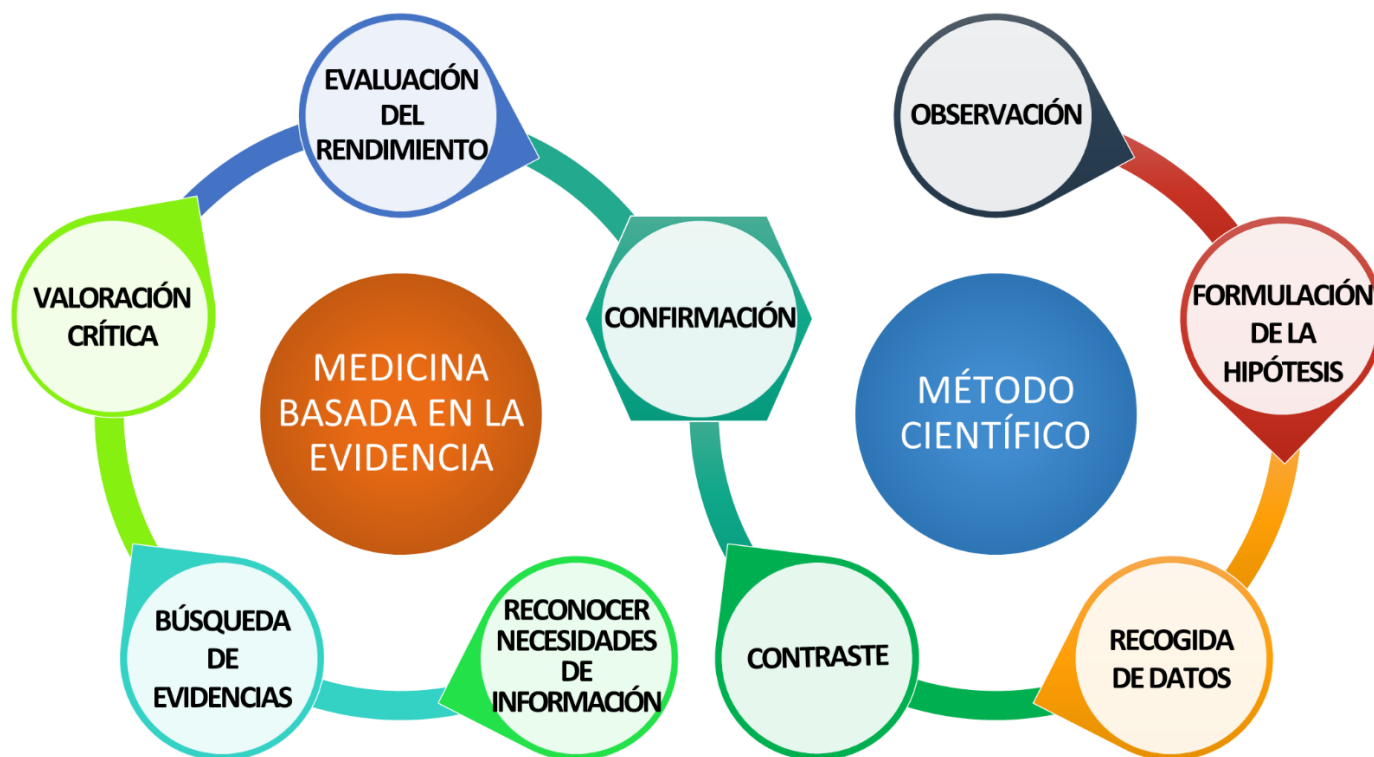 EVALUACIÓN
DEL
RENDIMIENTO
OBSERVACIÓN
VALORACIÓN
CRÍTICA
MEDICINA
BASADA EN LA
EVIDENCIA
CONFIRMACIÓN
MÉTODO
CIENTÍFICO
FORMULACIÓN
DE LA
HIPÓTESIS
BÚSQUEDA
DE
EVIDENCIAS
RECONOCER
NECESIDADES
DE
INFORMACIÓN
CONTRASTE
RECOGIDA
DE DATOS